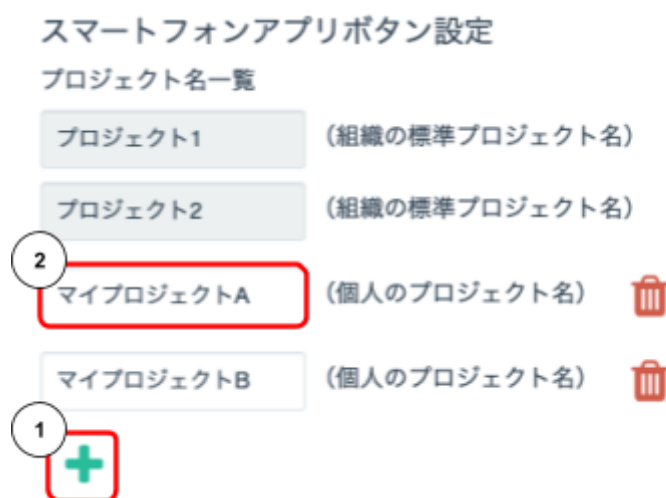 スマートフォンアプリボタン設定
プロジェクト名一覧
プロジェクト1 （組織の標準プロジェクト名）
プロジェクト2 （組織の標準プロジェクト名）
2
マイプロジェクトA （個人のプロジェクト名）
マイプロジェクトB （個人のプロジェクト名）
1